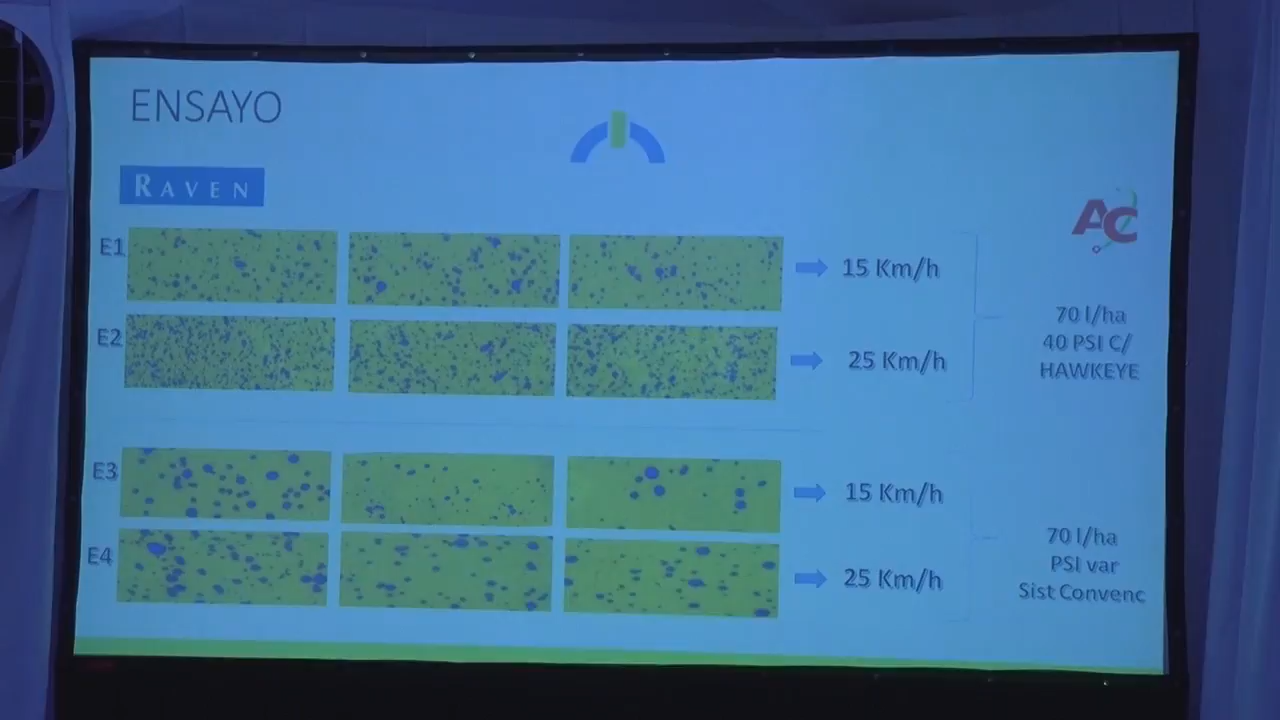 ENSAYO
RAVEN
AC
E1
15 Km/h
E2
25 Km/h
70 l/ha
40 PSI C/
HAWKEYE
E3
15 Km/h
E4
25 Km/h
70 l/ha
PSI var
Sist Convenc